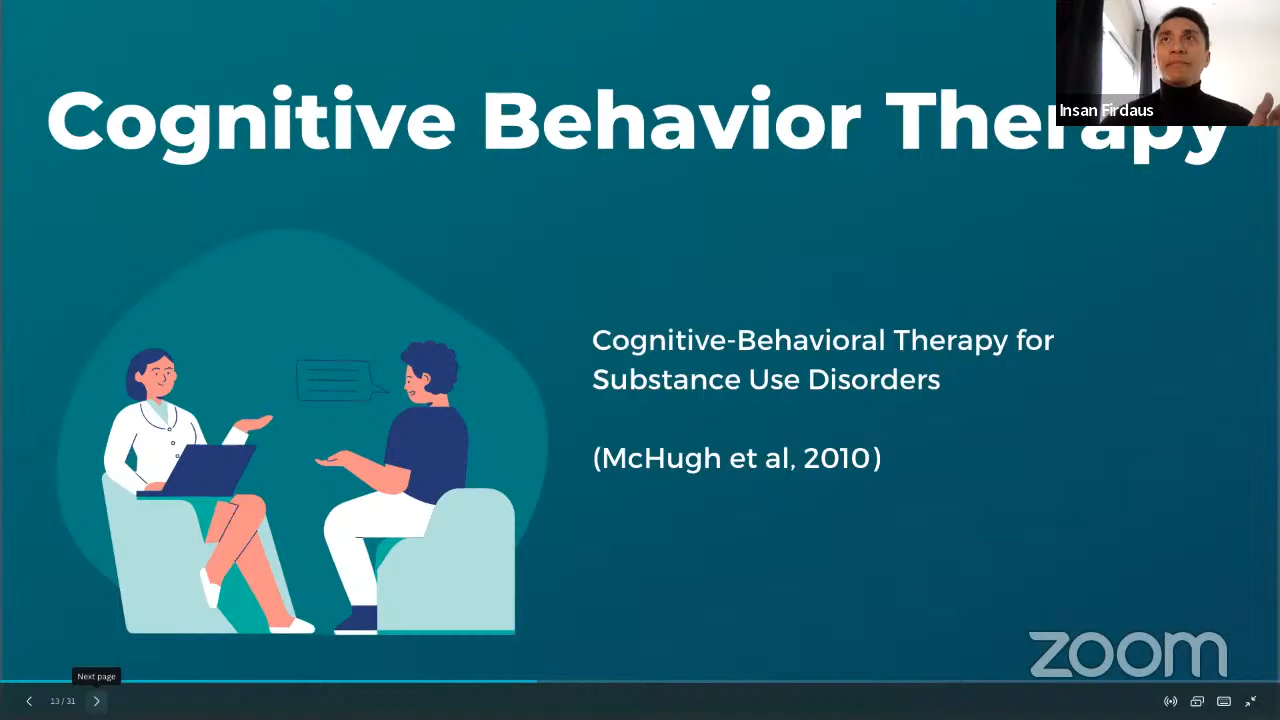 Cognitive Behavior Therapy
Insan Firdaus
Cognitive-Behavioral Therapy for
Substance Use Disorders
(McHugh et al, 2010)
zoom
Next page
13 / 31